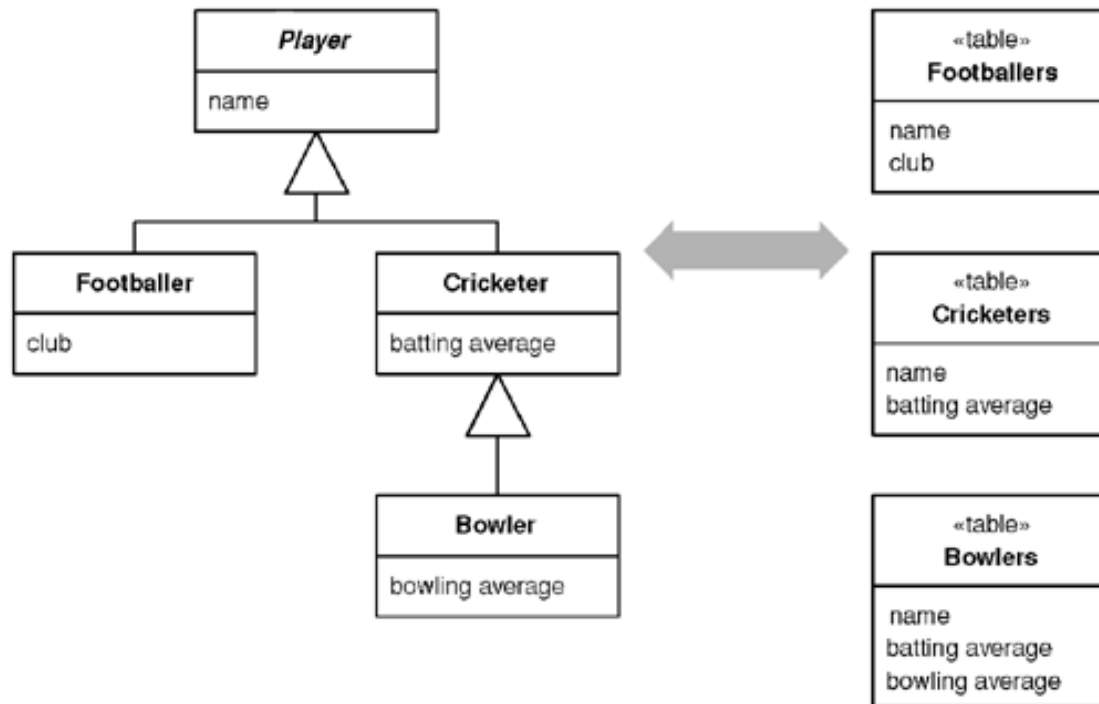 Player
name
Footballer
club
Cricketer
batting average
Bowler
bowling average
«table»
Footballers
name
club
«table»
Cricketers
name
batting average
«table»
Bowlers
name
batting average
bowling average